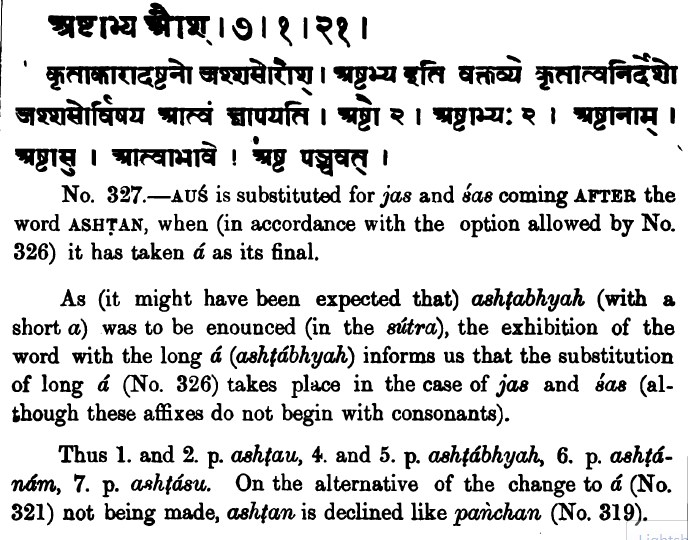 अष्टाभ्य औश् । ७ । १ । २१ ।
कृताकारादष्टनो जश्शसोरौश् । अष्टभ्य इति वक्तव्ये कृतात्वनिर्देशो
जश्शसोर्विषय आत्वं ज्ञापयति । अष्टौ २ । अष्टाभ्यः २ । अष्टानाम् ।
अष्टासु । आत्वाभावे । अष्ट पञ्चवत् ।
No. 327.—AUŚ is substituted for jas and śas coming AFTER the
word ASHṬAN, when (in accordance with the option allowed by No.
326) it has taken á as its final.
As (it might have been expected that) ashṭabhyah (with a
short a) was to be enounced (in the sútra), the exhibition of the
word with the long á (ashṭábhyah) informs us that the substitution
of long á (No. 326) takes place in the case of jas and śas (al-
though these affixes do not begin with consonants).
Thus 1. and 2. p. ashṭau, 4. and 5. p. ashṭábhyah, 6. p. ashṭá-
nám, 7. p. ashṭásu. On the alternative of the change to á (No.
321) not being made, ashṭan is declined like pańchan (No. 319).